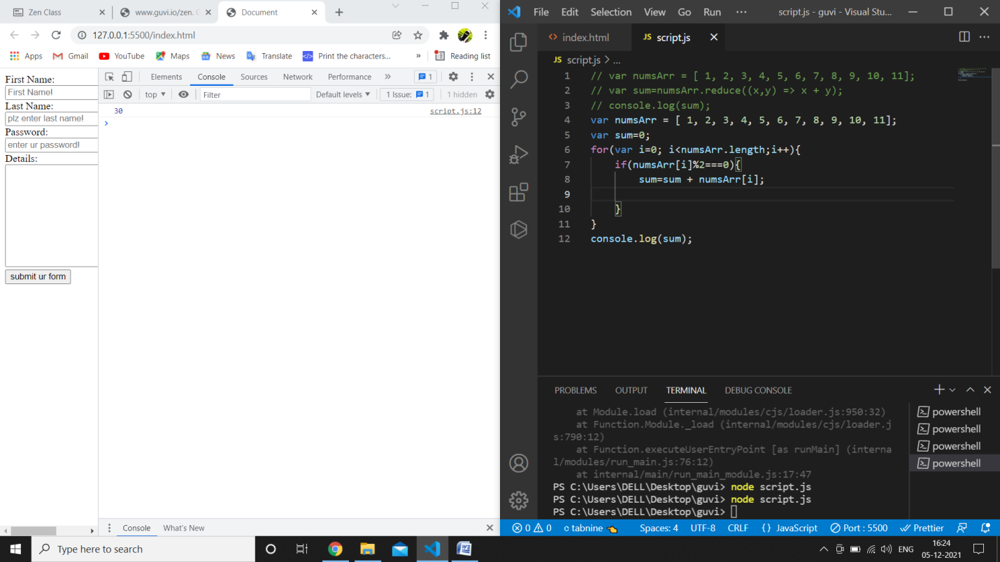 Zen Class
www.guvi.io/zen.
Document
127.0.0.1:5500/index.html
Apps
Gmail
YouTube
Maps
News
Translate
Print the characters...
»
Reading list
First Name:
First Name!
Last Name:
plz enter last name!
Password:
enter ur password!
Details:
submit ur form
Elements
Console
Sources
Network
Performance
»
1
top
Filter
Default levels
1 Issue:
1
1 hidden
30
script.js:12
Console
What's New
File Edit Selection View Go Run ···
script.js - guvi - Visual Stu...
index.html
JS script.js
JS script.js > ...
1 // var numsArr = [ 1, 2, 3, 4, 5, 6, 7, 8, 9, 10, 11];
2 // var sum=numsArr.reduce((x,y) => x + y);
3 // console.log(sum);
4 var numsArr = [ 1, 2, 3, 4, 5, 6, 7, 8, 9, 10, 11];
5 var sum=0;
6 for(var i=0; i<numsArr.length;i++){
7 if(numsArr[i]%2===0){
8 sum=sum + numsArr[i];
9
10 }
11 }
12 console.log(sum);
PROBLEMS OUTPUT TERMINAL DEBUG CONSOLE
at Module.load (internal/modules/cjs/loader.js:950:32)
at Function.Module._load (internal/modules/cjs/loader.j
s:790:12)
at Function.executeUserEntryPoint [as runMain] (interna
l/modules/run_main.js:76:12)
at internal/main/run_main_module.js:17:47
PS C:\Users\DELL\Desktop\guvi> node script.js
PS C:\Users\DELL\Desktop\guvi> node script.js
PS C:\Users\DELL\Desktop\guvi>
powershell
powershell
powershell
powershell
0 0 tabnine Spaces: 4 UTF-8 CRLF {} JavaScript Port : 5500 Prettier
Type here to search
ENG
16:24
05-12-2021